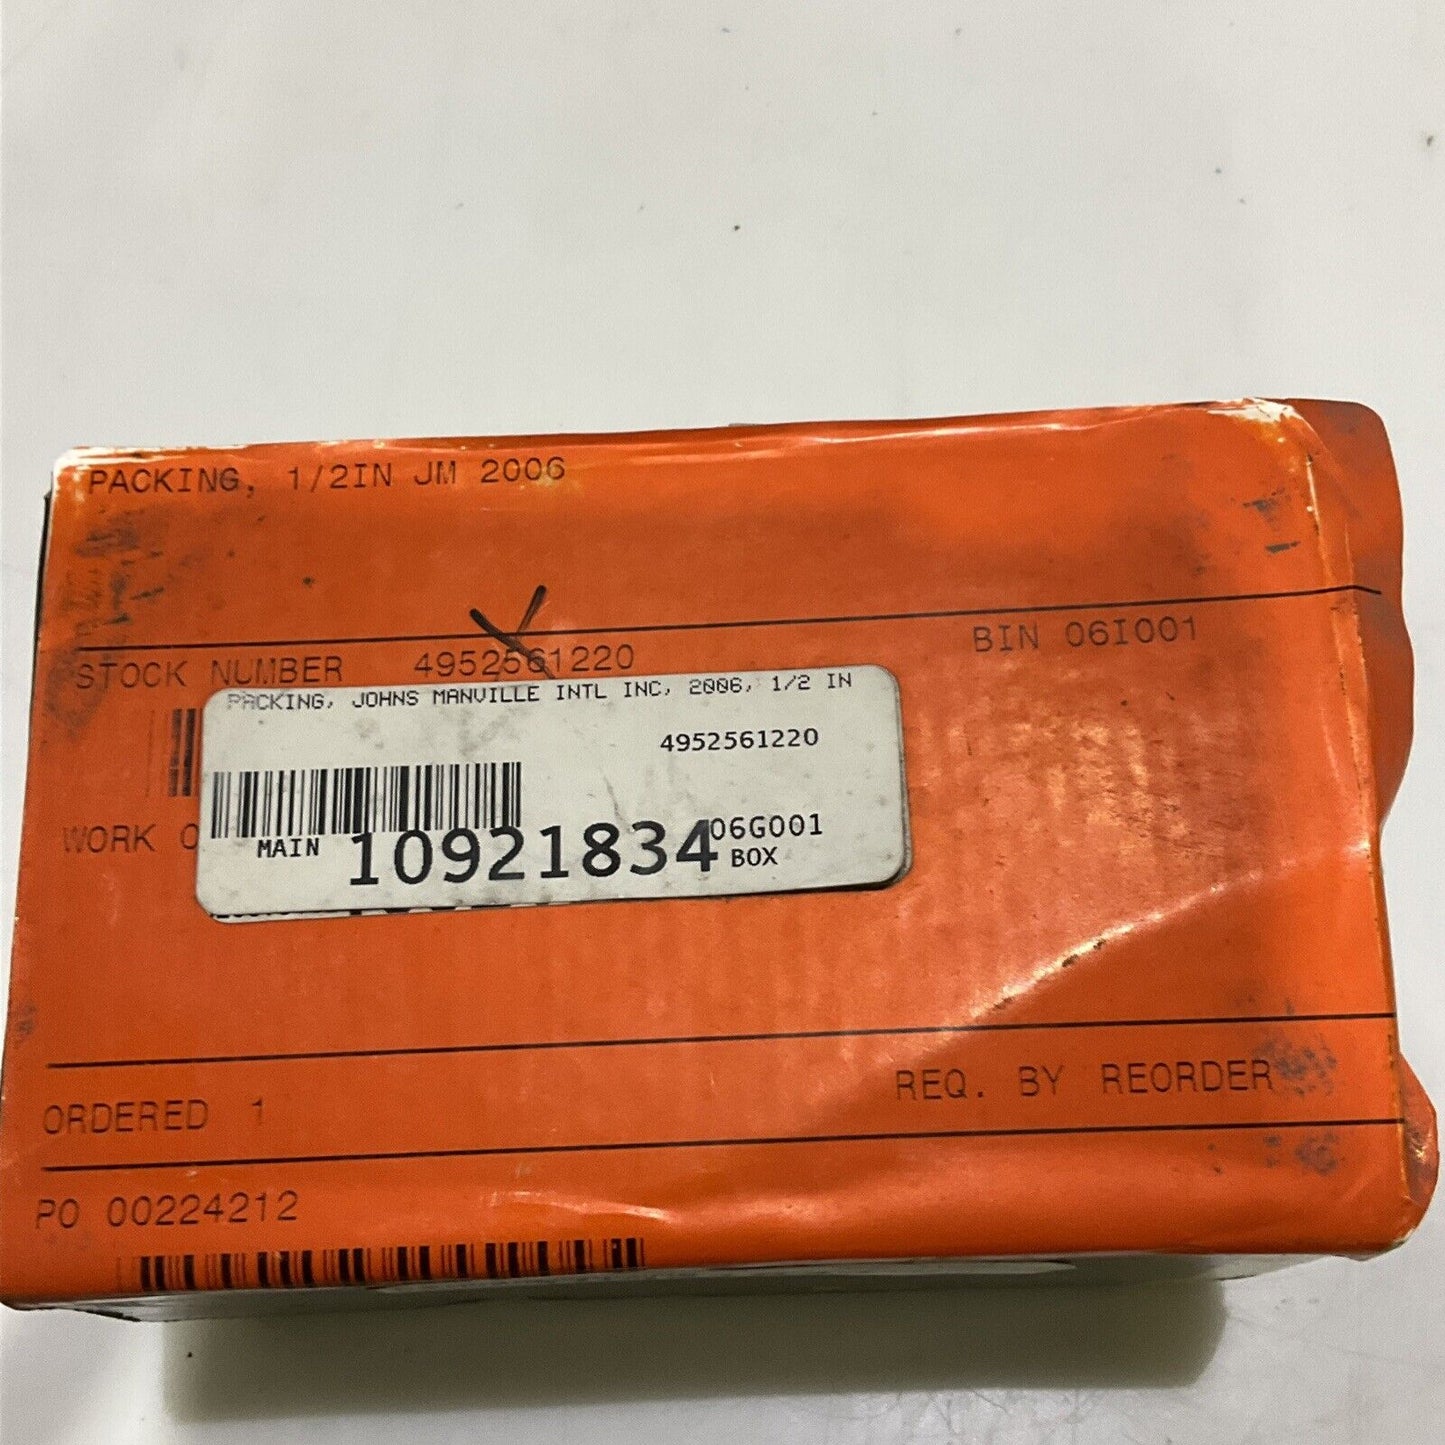 PACKING, 1/2IN JM 2006
STOCK NUMBER 4952561220 BIN 06I001
PACKING, JOHNS MANVILLE INTL INC, 2006, 1/2 IN
4952561220
WORK
MAIN 10921834 06G001
BOX
ORDERED 1 REQ. BY REORDER
PO 00224212